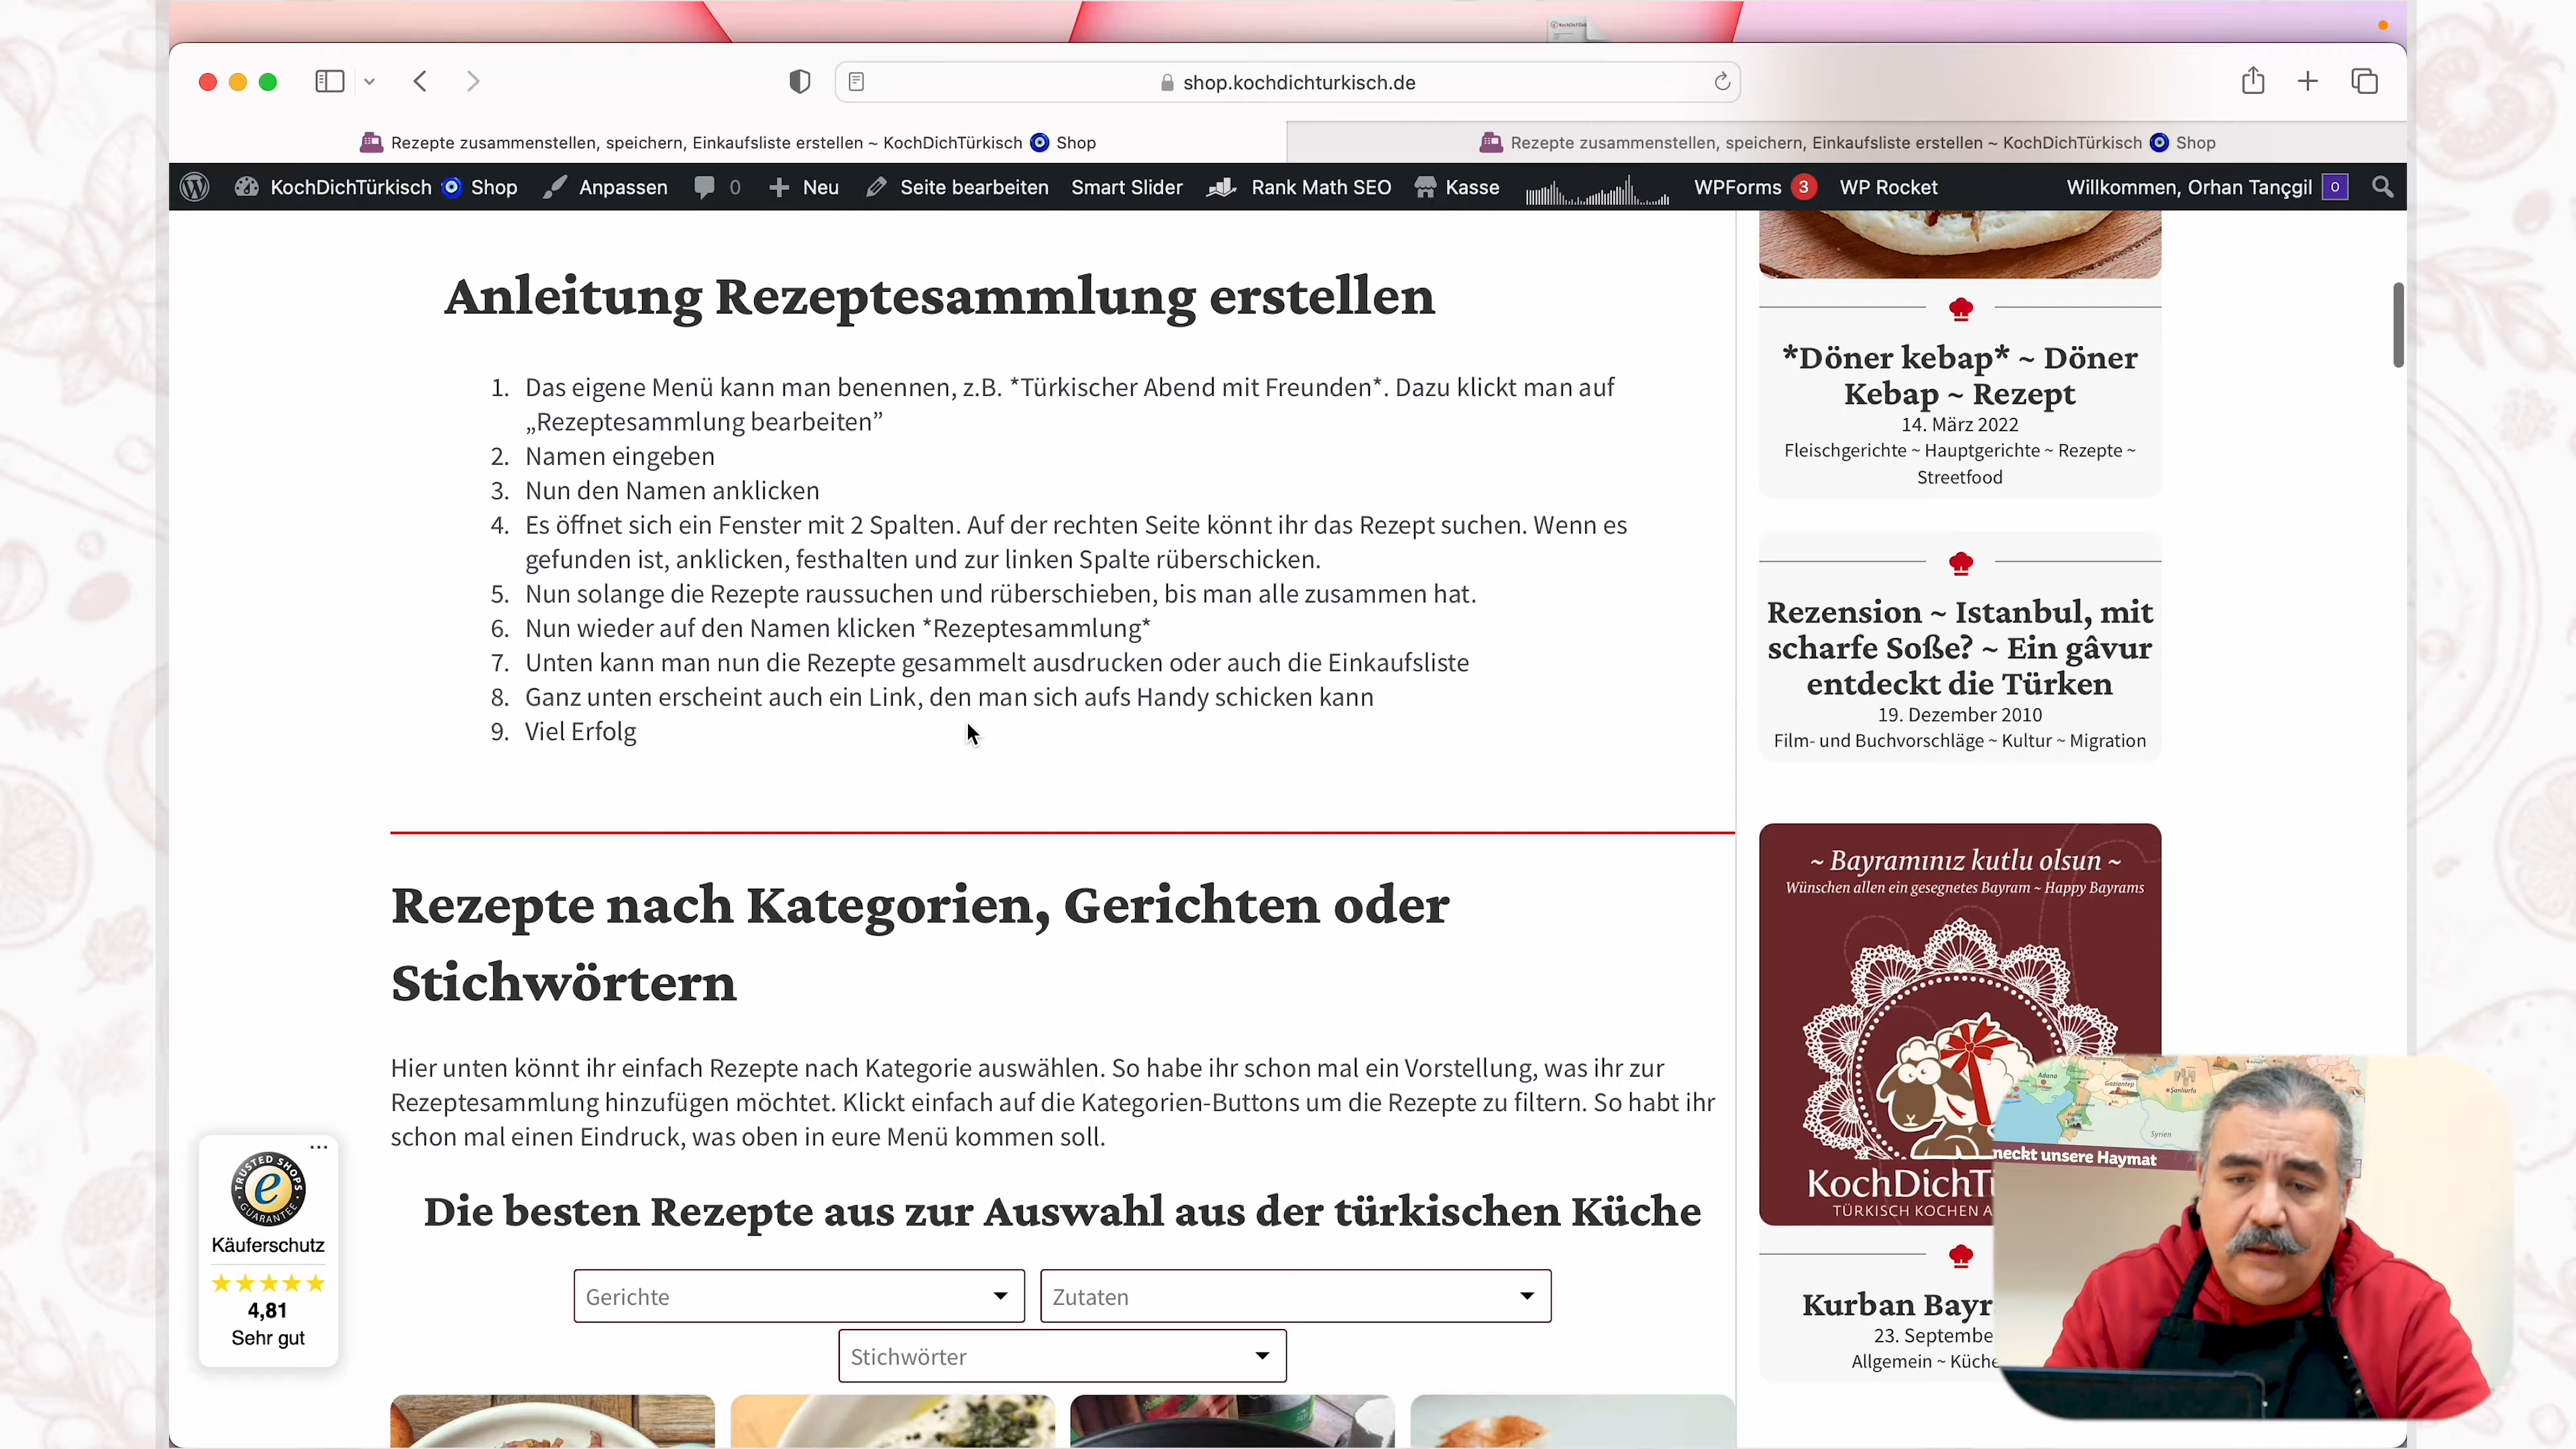 shop.kochdichturkisch.de
Rezepte zusammenstellen, speichern, Einkaufsliste erstellen ~ KochDichTürkisch Shop
Rezepte zusammenstellen, speichern, Einkaufsliste erstellen ~ KochDichTürkisch Shop
KochDichTürkisch Shop Anpassen 0 Neu Seite bearbeiten Smart Slider Rank Math SEO Kasse WPForms 3 WP Rocket Willkommen, Orhan Tançgil 0
Anleitung Rezeptesammlung erstellen
1. Das eigene Menü kann man benennen, z.B. *Türkischer Abend mit Freunden*. Dazu klickt man auf
„Rezeptesammlung bearbeiten”
2. Namen eingeben
3. Nun den Namen anklicken
4. Es öffnet sich ein Fenster mit 2 Spalten. Auf der rechten Seite könnt ihr das Rezept suchen. Wenn es
gefunden ist, anklicken, festhalten und zur linken Spalte rüberschicken.
5. Nun solange die Rezepte raussuchen und rüberschieben, bis man alle zusammen hat.
6. Nun wieder auf den Namen klicken *Rezeptesammlung*
7. Unten kann man nun die Rezepte gesammelt ausdrucken oder auch die Einkaufsliste
8. Ganz unten erscheint auch ein Link, den man sich aufs Handy schicken kann
9. Viel Erfolg
Rezepte nach Kategorien, Gerichten oder
Stichwörtern
Hier unten könnt ihr einfach Rezepte nach Kategorie auswählen. So habe ihr schon mal ein Vorstellung, was ihr zur
Rezeptesammlung hinzufügen möchtet. Klickt einfach auf die Kategorien-Buttons um die Rezepte zu filtern. So habt ihr
schon mal einen Eindruck, was oben in eure Menü kommen soll.
Die besten Rezepte aus zur Auswahl aus der türkischen Küche
Gerichte
Zutaten
Stichwörter
TRUSTED SHOPS
e
GUARANTEE
Käuferschutz
4,81
Sehr gut
*Döner kebap* ~ Döner
Kebap ~ Rezept
14. März 2022
Fleischgerichte ~ Hauptgerichte ~ Rezepte ~
Streetfood
Rezension ~ Istanbul, mit
scharfe Soße? ~ Ein gâvur
entdeckt die Türken
19. Dezember 2010
Film- und Buchvorschläge ~ Kultur ~ Migration
~ Bayramınız kutlu olsun ~
Wünschen allen ein gesegnetes Bayram ~ Happy Bayrams
KochDichT
TÜRKISCH KOCHEN A
Kurban Bayr
23. Septembe
Allgemein ~ Küche
Adana
Gaziantep
Şanlıurfa
Syrien
meckt unsere Haymat